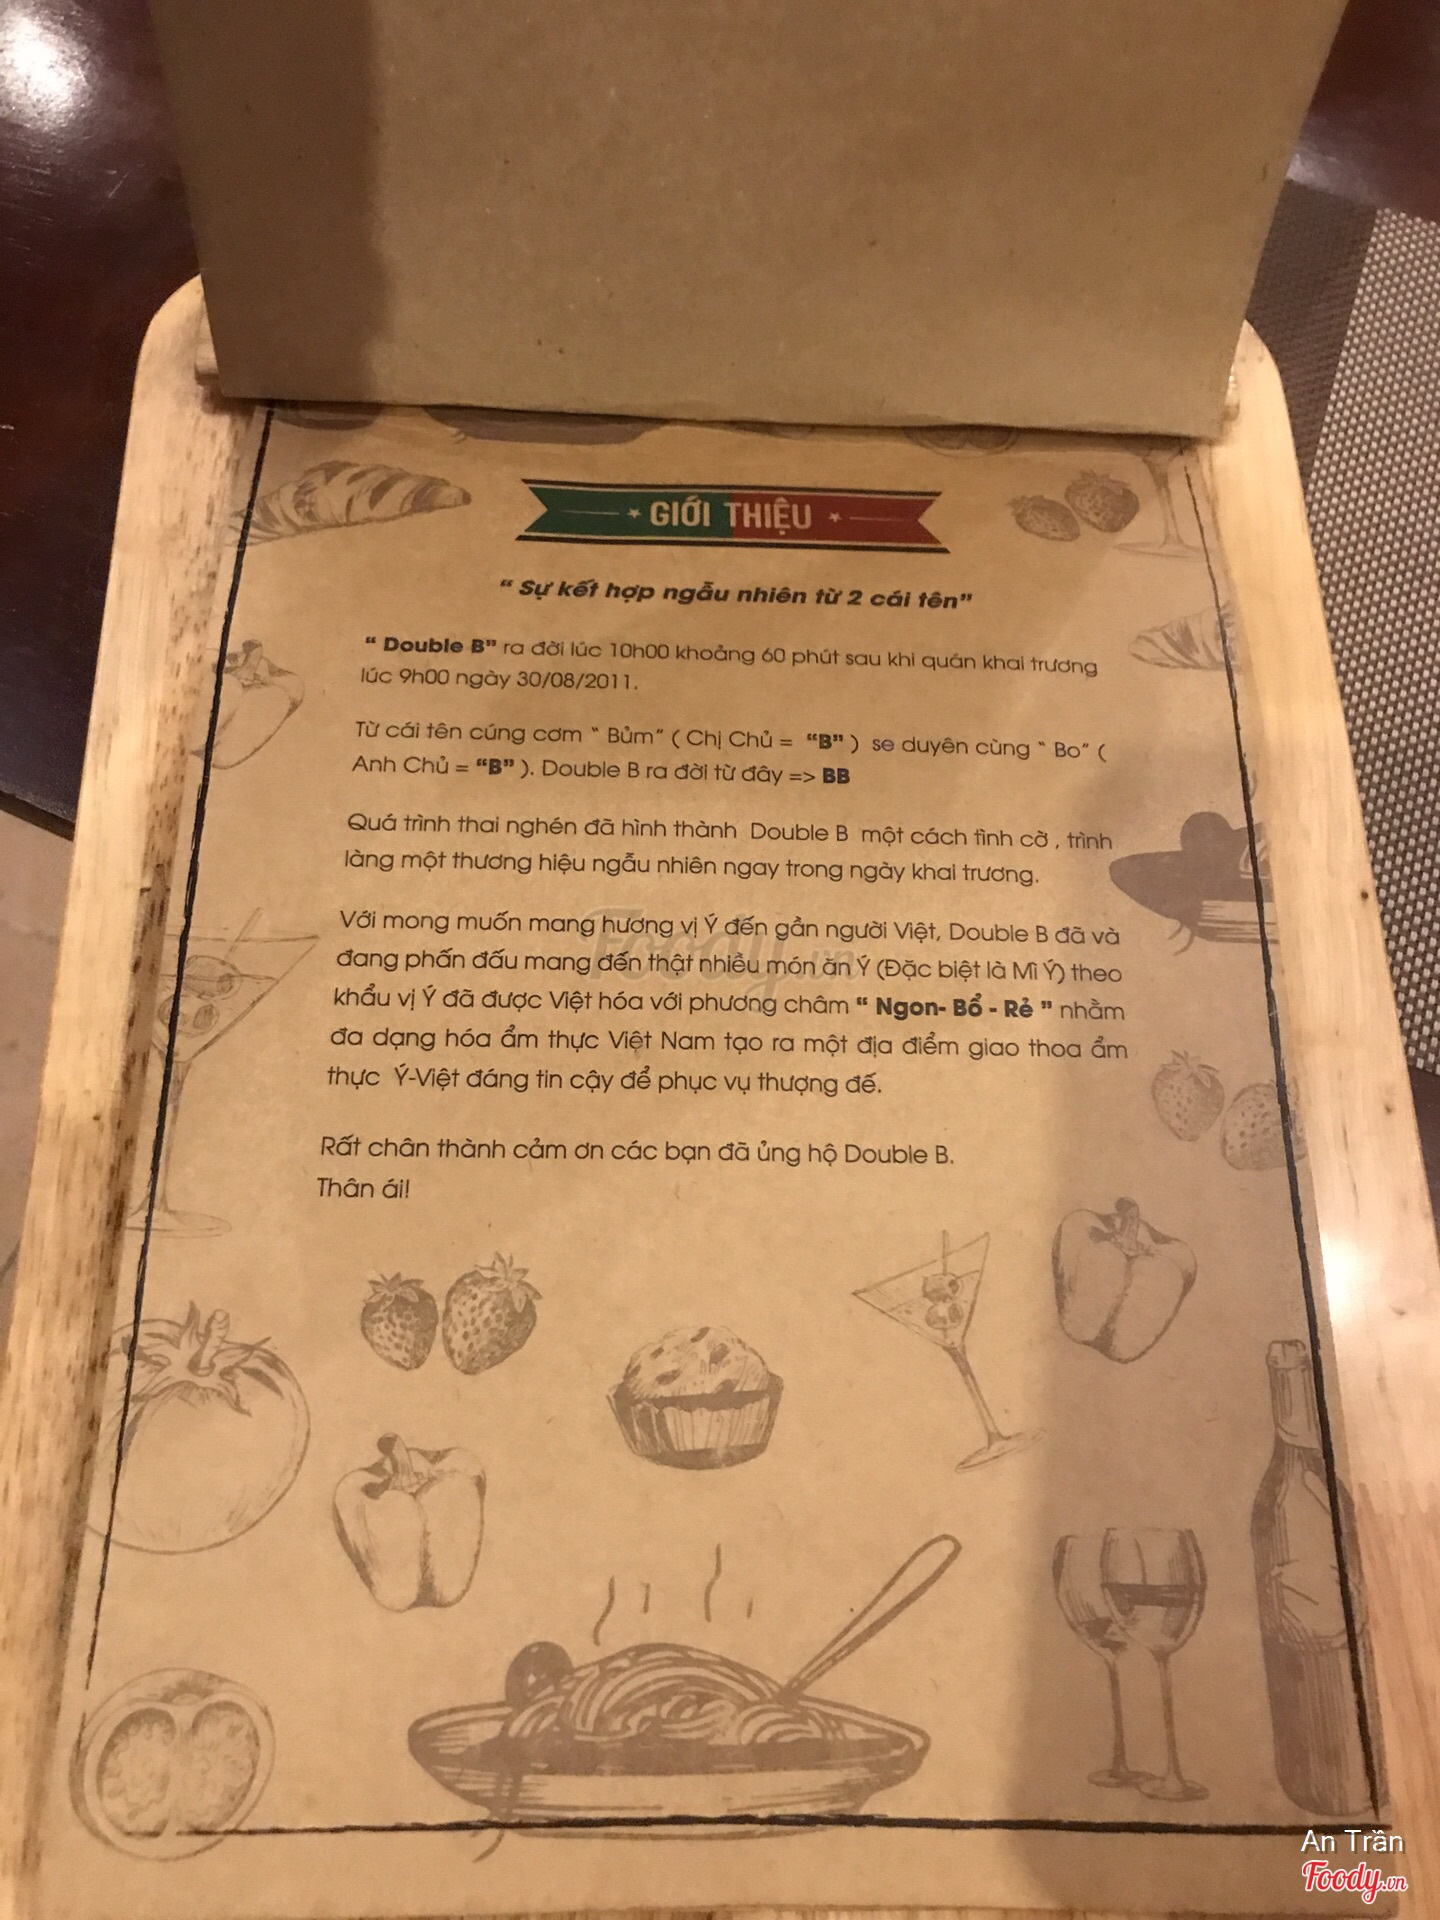 GIỚI THIỆU
“ Sự kết hợp ngẫu nhiên từ 2 cái tên”
“ Double B” ra đời lúc 10h00 khoảng 60 phút sau khi quán khai trương
lúc 9h00 ngày 30/08/2011.
Từ cái tên cúng cơm “ Bủm” ( Chị Chủ = “B” ) se duyên cùng “ Bo” (
Anh Chủ = “B” ). Double B ra đời từ đây => BB
Quá trình thai nghén đã hình thành Double B một cách tình cờ , trình
làng một thương hiệu ngẫu nhiên ngay trong ngày khai trương.
Với mong muốn mang hương vị Ý đến gần người Việt, Double B đã và
đang phấn đấu mang đến thật nhiều món ăn Ý (Đặc biệt là Mì Ý) theo
khẩu vị Ý đã được Việt hóa với phương châm “ Ngon- Bổ - Rẻ ” nhằm
đa dạng hóa ẩm thực Việt Nam tạo ra một địa điểm giao thoa ẩm
thực Ý-Việt đáng tin cậy để phục vụ thượng đế.
Rất chân thành cảm ơn các bạn đã ủng hộ Double B.
Thân ái!
Foody.vn
An Trần
Foody.vn